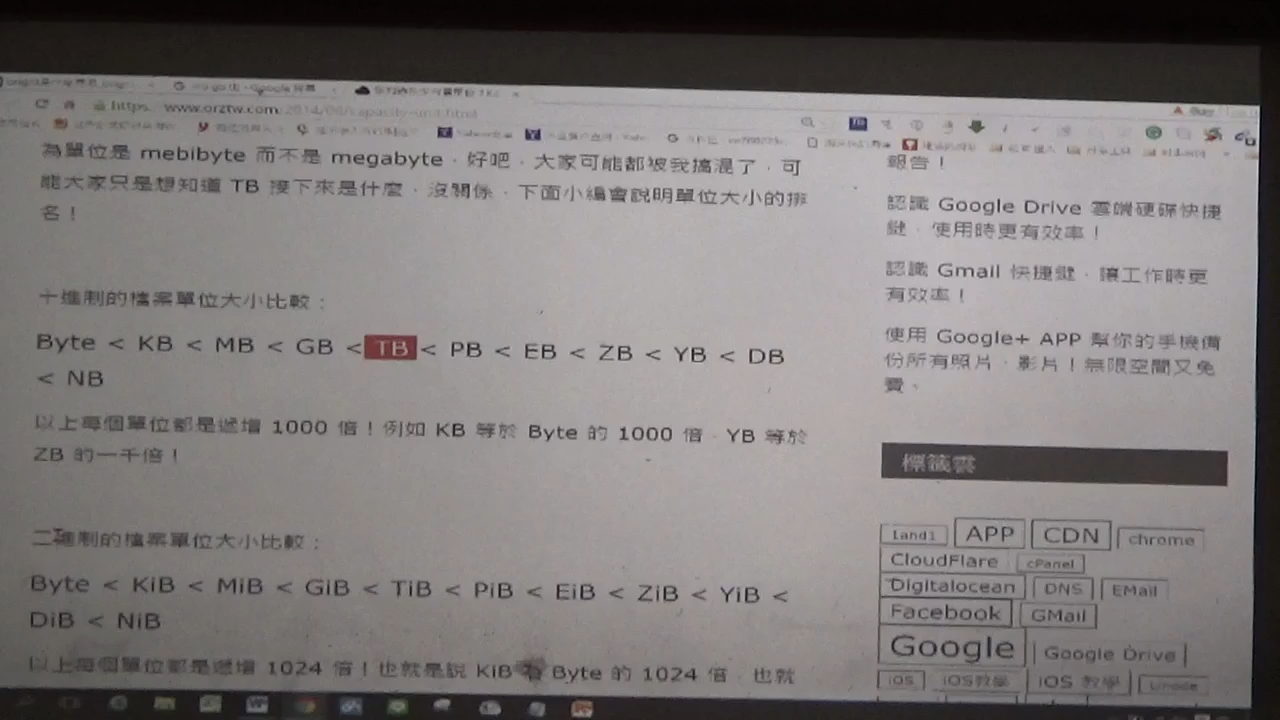 https www.orztw.com/2014/06/capacity-unit.html
為單位是 mebibyte 而不是 megabyte，好吧，大家可能都被我搞混了，可
能大家只是想知道 TB 接下來是什麼，沒關係，下面小編會說明單位大小的排
名！
十進制的檔案單位大小比較：
Byte < KB < MB < GB < TB < PB < EB < ZB < YB < DB
< NB
以上每個單位都是遞增 1000 倍！例如 KB 等於 Byte 的 1000 倍，YB 等於
ZB 的一千倍！
二進制的檔案單位大小比較：
Byte < KiB < MiB < GiB < TiB < PiB < EiB < ZiB < YiB <
DiB < NiB
以上每個單位都是遞增 1024 倍！也就是說 KiB 有 Byte 的 1024 倍，也就
報告！
認識 Google Drive 雲端硬碟快捷
鍵，使用時更有效率！
認識 Gmail 快捷鍵，讓工作時更
有效率！
使用 Google+ APP 幫你的手機備
份所有照片、影片！無限空間又免
費。
標籤雲
1and1 APP CDN chrome
CloudFlare cPanel
Digitalocean DNS EMail
Facebook GMail
Google Google Drive
iOS iOS教學 iOS 教學 Linode